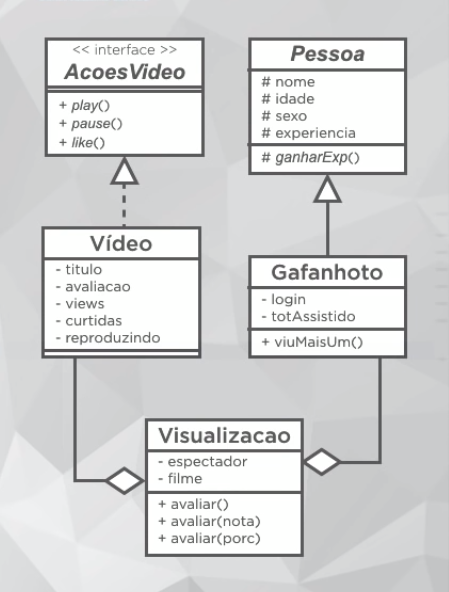 << interface >>
AcoesVideo
+ play()
+ pause()
+ like()
Pessoa
# nome
# idade
# sexo
# experiencia
# ganharExp()
Vídeo
- titulo
- avaliacao
- views
- curtidas
- reproduzindo
Gafanhoto
- login
- totAssistido
+ viuMaisUm()
Visualizacao
- espectador
- filme
+ avaliar()
+ avaliar(nota)
+ avaliar(porc)